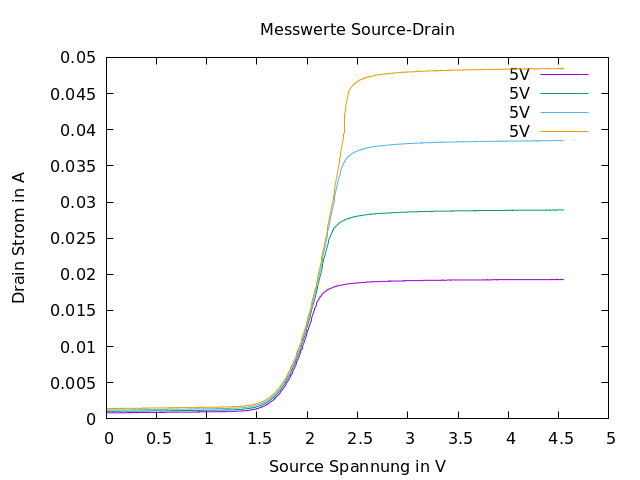 Messwerte Source-Drain
0.05
5V
0.045
5V
5V
0.04
5V
0.035
0.03
0.025
0.02
0.015
0.01
0.005
0
Drain Strom in A
0 0.5 1 1.5 2 2.5 3 3.5 4 4.5 5
Source Spannung in V